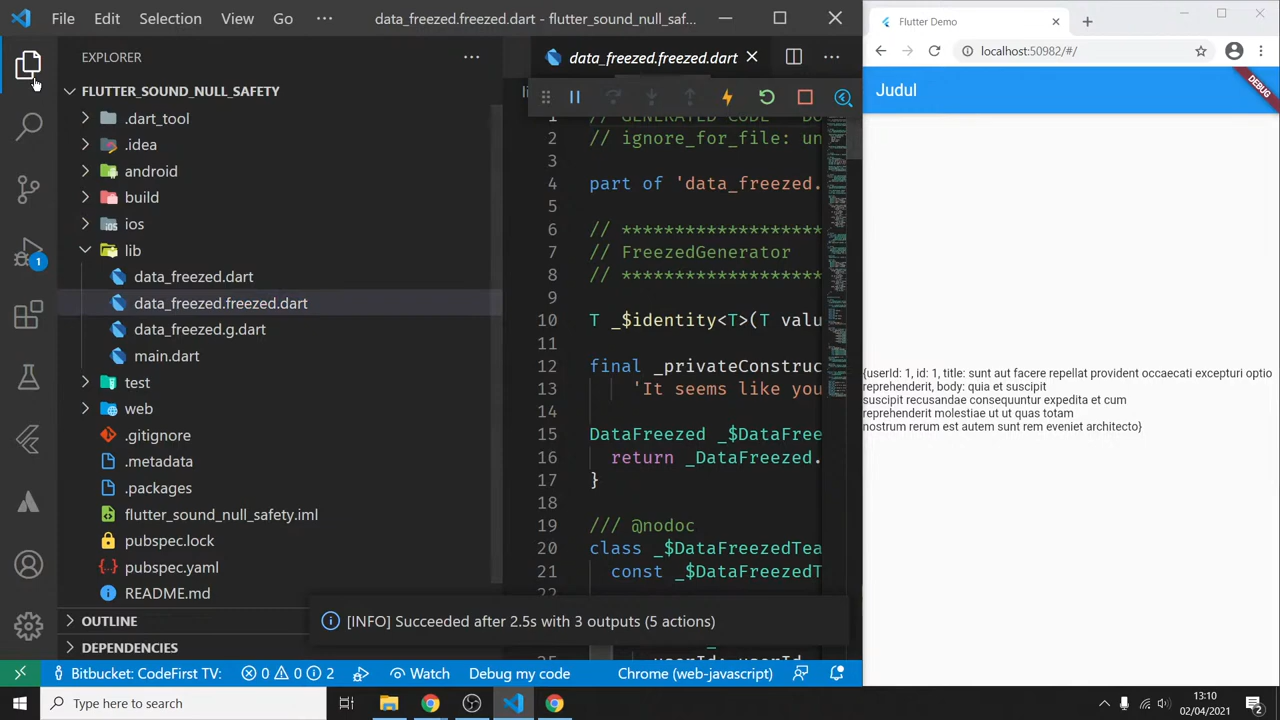 File Edit Selection View Go ··· data_freezed.freezed.dart - flutter_sound_null_saf...
EXPLORER
FLUTTER_SOUND_NULL_SAFETY
.dart_tool
.idea
android
build
ios
lib
data_freezed.dart
data_freezed.freezed.dart
data_freezed.g.dart
main.dart
test
web
.gitignore
.metadata
.packages
flutter_sound_null_safety.iml
pubspec.lock
pubspec.yaml
README.md
OUTLINE
DEPENDENCIES
data_freezed.freezed.dart
1 // GENERATED CODE - DO
2 // ignore_for_file: un
3
4 part of 'data_freezed.
5
6 // *******************
7 // FreezedGenerator
8 // *******************
9
10 T _$identity<T>(T valu
11
12 final _privateConstruc
13 'It seems like you
14
15 DataFreezed _$DataFree
16 return _DataFreezed.
17 }
18
19 /// @nodoc
20 class _$DataFreezedTea
21 const _$DataFreezedT
22
[INFO] Succeeded after 2.5s with 3 outputs (5 actions)
1
Bitbucket: CodeFirst TV: 0 0 2 Watch Debug my code Chrome (web-javascript)
Flutter Demo
localhost:50982/#/
Judul
DEBUG
{userId: 1, id: 1, title: sunt aut facere repellat provident occaecati excepturi optio
reprehenderit, body: quia et suscipit
suscipit recusandae consequuntur expedita et cum
reprehenderit molestiae ut ut quas totam
nostrum rerum est autem sunt rem eveniet architecto}
Type here to search
13:10
02/04/2021
2